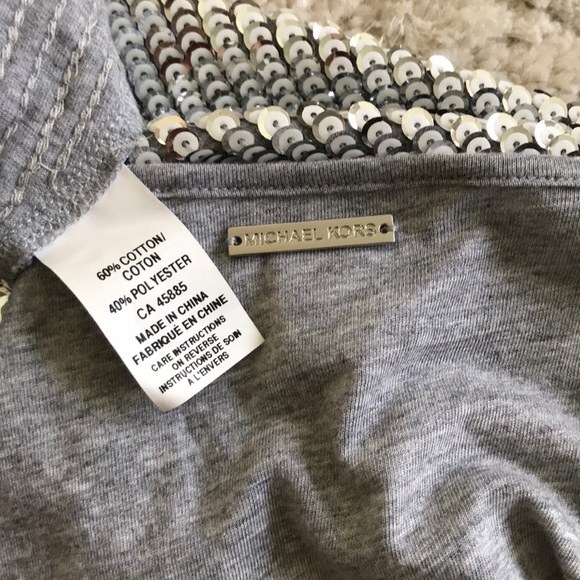 MICHAEL KORS
60% COTTON/
COTON
40% POLYESTER
CA 45885
MADE IN CHINA
FABRIQUÉ EN CHINE
CARE INSTRUCTIONS
ON REVERSE
INSTRUCTIONS DE SOIN
A L'ENVERS